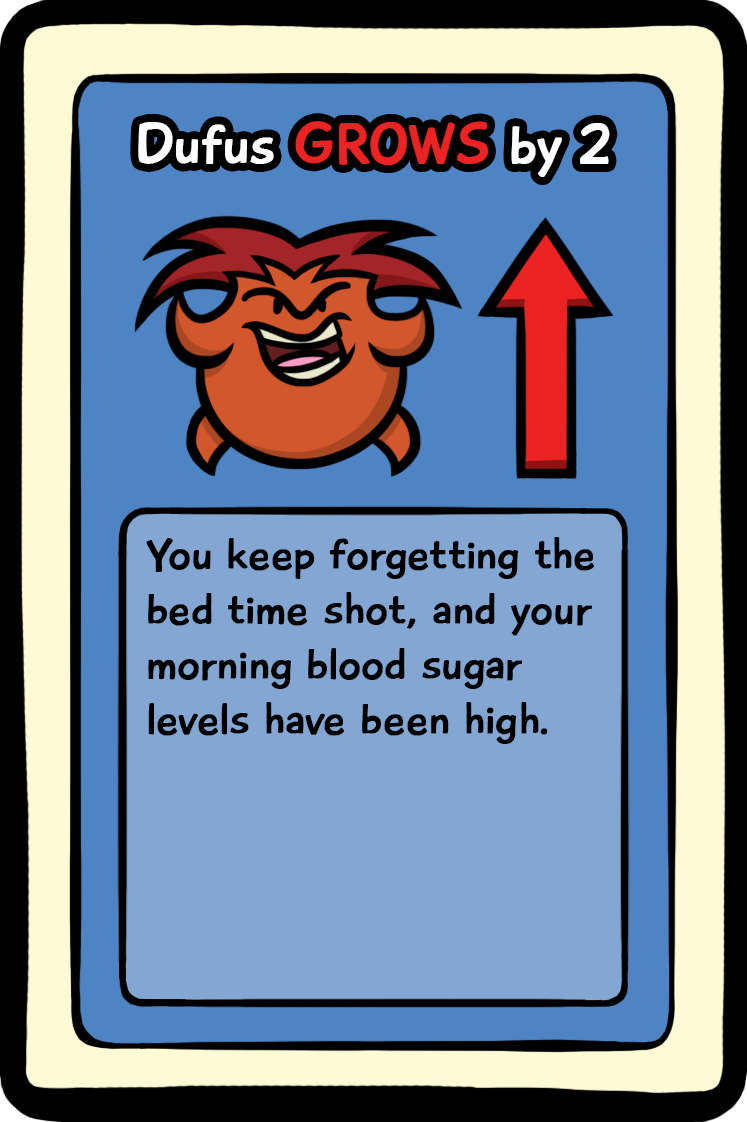 Dufus GROWS by 2
You keep forgetting the
bed time shot, and your
morning blood sugar
levels have been high.